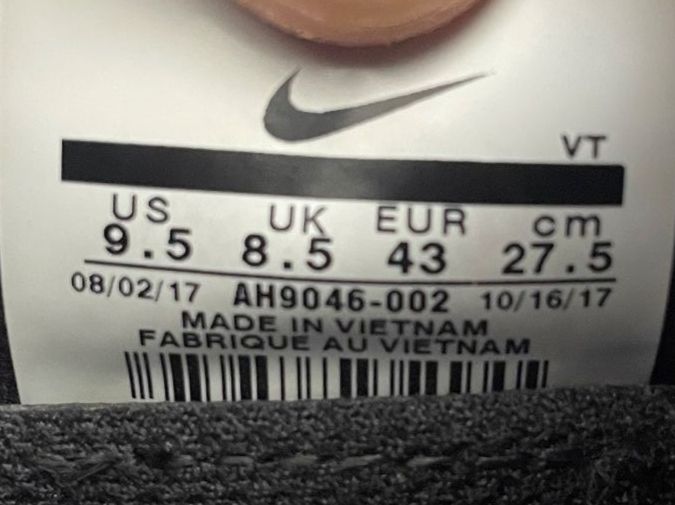 VT
US UK EUR cm
9.5 8.5 43 27.5
08/02/17 AH9046-002 10/16/17
MADE IN VIETNAM
FABRIQUE AU VIETNAM